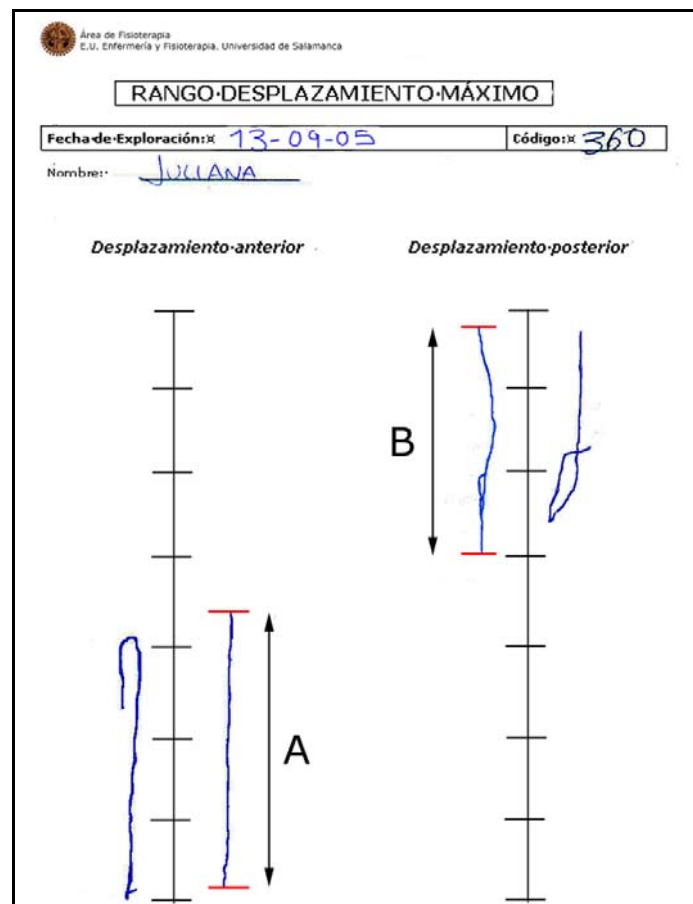 Área de Fisioterapia
E.U. Enfermería y Fisioterapia. Universidad de Salamanca
RANGO·DESPLAZAMIENTO·MÁXIMO
Fecha·de·Exploración:¤ 13-09-05 Código:¤ 360
Nombre:· JULIANA
Desplazamiento·anterior Desplazamiento·posterior
B
A